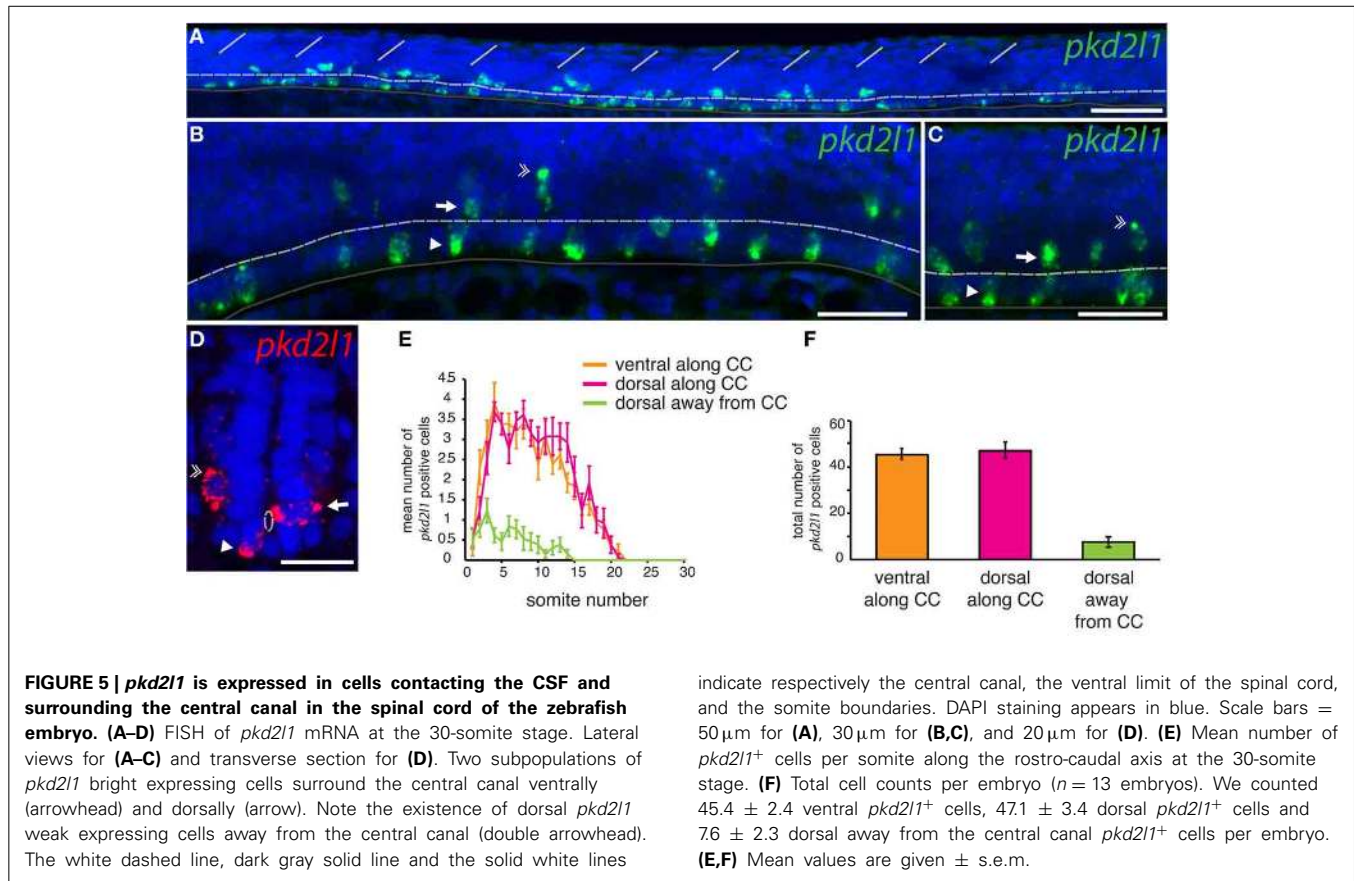 A
pkd2l1
B
pkd2l1
C
pkd2l1
D
pkd2l1
E
ventral along CC
dorsal along CC
dorsal away from CC
mean number of
pkd2l1 positive cells
4.5
4
3.5
3
2.5
2
1.5
1
0.5
0
0
5
10
15
20
25
30
somite number
F
total number of
pkd2l1 positive cells
60
40
20
0
ventral
along CC
dorsal
along CC
dorsal
away
from CC
FIGURE 5 | pkd2l1 is expressed in cells contacting the CSF and
surrounding the central canal in the spinal cord of the zebrafish
embryo. (A–D) FISH of pkd2l1 mRNA at the 30-somite stage. Lateral
views for (A–C) and transverse section for (D). Two subpopulations of
pkd2l1 bright expressing cells surround the central canal ventrally
(arrowhead) and dorsally (arrow). Note the existence of dorsal pkd2l1
weak expressing cells away from the central canal (double arrowhead).
The white dashed line, dark gray solid line and the solid white lines
indicate respectively the central canal, the ventral limit of the spinal cord,
and the somite boundaries. DAPI staining appears in blue. Scale bars =
50 μm for (A), 30 μm for (B,C), and 20 μm for (D). (E) Mean number of
pkd2l1⁺ cells per somite along the rostro-caudal axis at the 30-somite
stage. (F) Total cell counts per embryo (n = 13 embryos). We counted
45.4 ± 2.4 ventral pkd2l1⁺ cells, 47.1 ± 3.4 dorsal pkd2l1⁺ cells and
7.6 ± 2.3 dorsal away from the central canal pkd2l1⁺ cells per embryo.
(E,F) Mean values are given ± s.e.m.